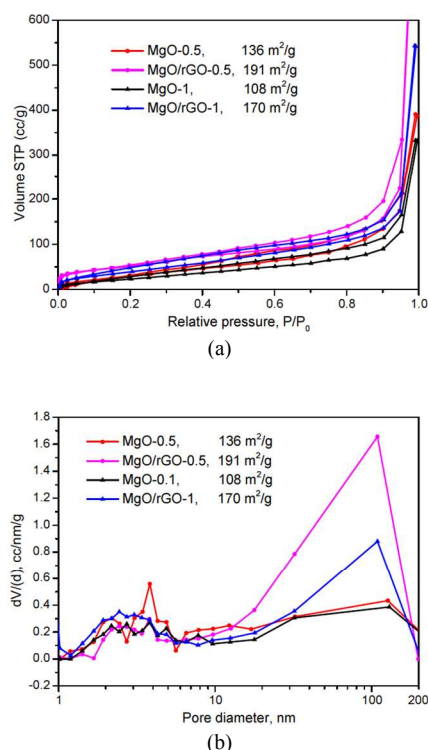 (a)
600
500
400
300
200
100
0
Volume STP (cc/g)
MgO-0.5, 136 m²/g
MgO/rGO-0.5, 191 m²/g
MgO-1, 108 m²/g
MgO/rGO-1, 170 m²/g
0.0 0.2 0.4 0.6 0.8 1.0
Relative pressure, P/P₀
(a)
1.8
1.6
1.4
1.2
1.0
0.8
0.6
0.4
0.2
0.0
0.2
dV/(d), cc/nm/g
MgO-0.5, 136 m²/g
MgO/rGO-0.5, 191 m²/g
MgO-0.1, 108 m²/g
MgO/rGO-1, 170 m²/g
1 10 100 200
Pore diameter, nm
(b)